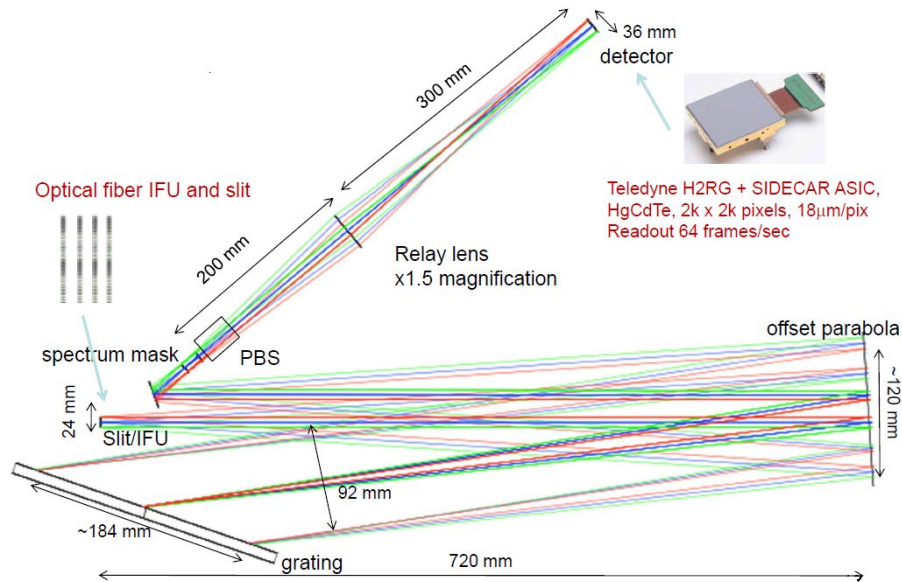 36 mm
detector
300 mm
Optical fiber IFU and slit
Teledyne H2RG + SIDECAR ASIC,
HgCdTe, 2k x 2k pixels, 18μm/pix
Readout 64 frames/sec
200 mm
Relay lens
x1.5 magnification
offset parabola
spectrum mask
PBS
24 mm
~120 mm
Slit/IFU
92 mm
~184 mm
grating
720 mm